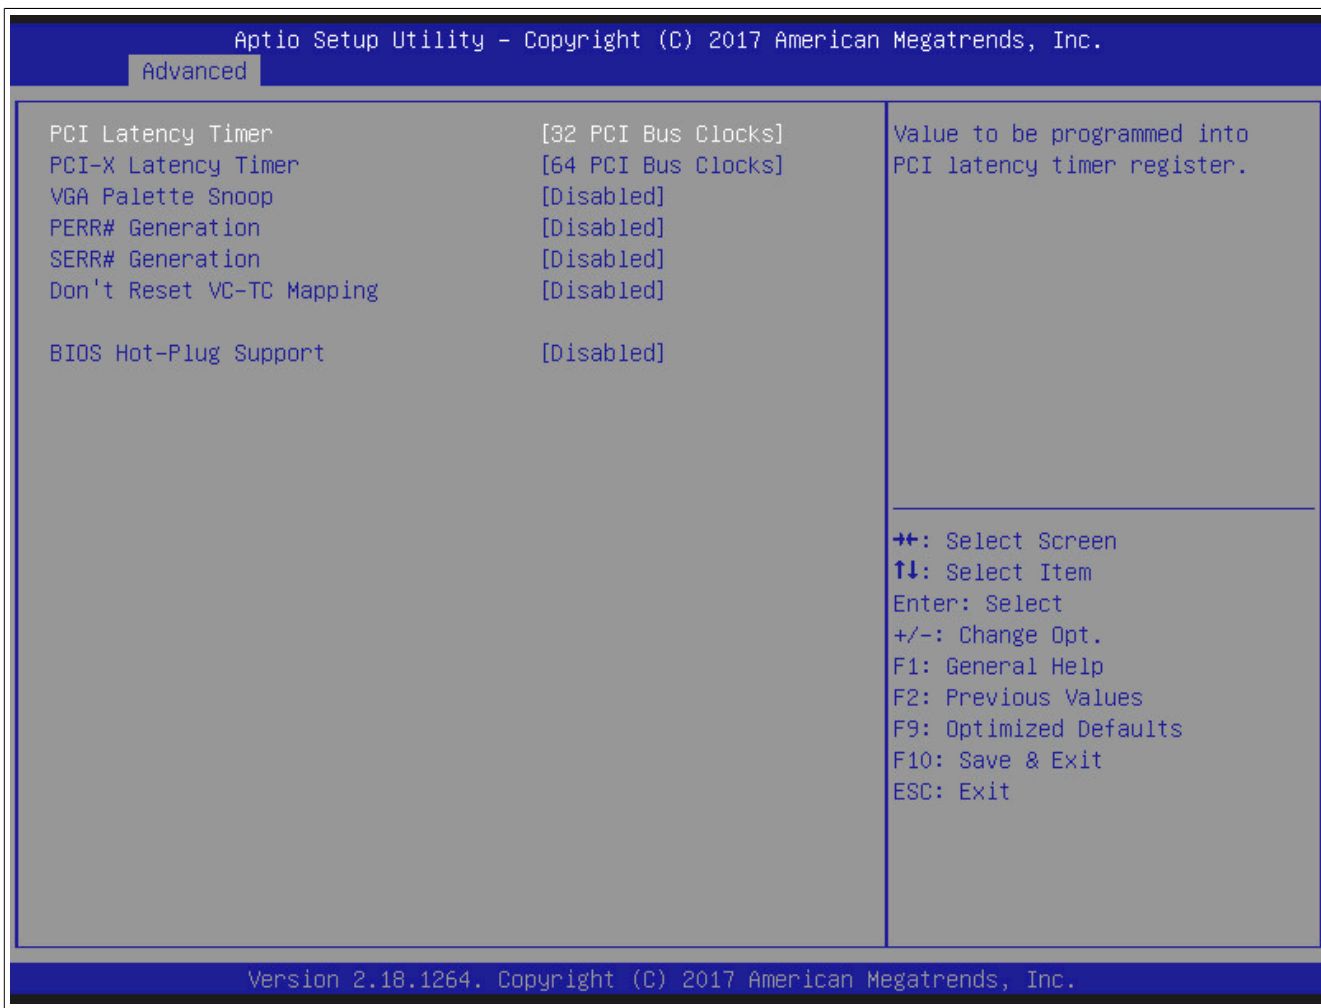 Aptio Setup Utility – Copyright (C) 2017 American Megatrends, Inc.
Advanced
PCI Latency Timer [32 PCI Bus Clocks]
PCI-X Latency Timer [64 PCI Bus Clocks]
VGA Palette Snoop [Disabled]
PERR# Generation [Disabled]
SERR# Generation [Disabled]
Don't Reset VC-TC Mapping [Disabled]
BIOS Hot-Plug Support [Disabled]
Value to be programmed into
PCI latency timer register.
→←: Select Screen
↑↓: Select Item
Enter: Select
+/-: Change Opt.
F1: General Help
F2: Previous Values
F9: Optimized Defaults
F10: Save & Exit
ESC: Exit
Version 2.18.1264. Copyright (C) 2017 American Megatrends, Inc.